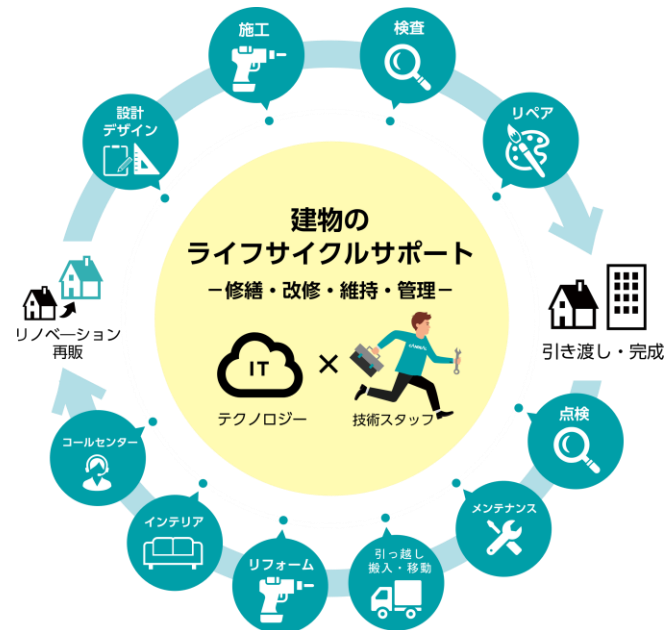 施工
検査
設計
デザイン
リペア
建物の
ライフサイクルサポート
－修繕・改修・維持・管理－
リノベーション
再販
引き渡し・完成
IT
×
テクノロジー
技術スタッフ
点検
コールセンター
メンテナンス
インテリア
リフォーム
引っ越し
搬入・移動